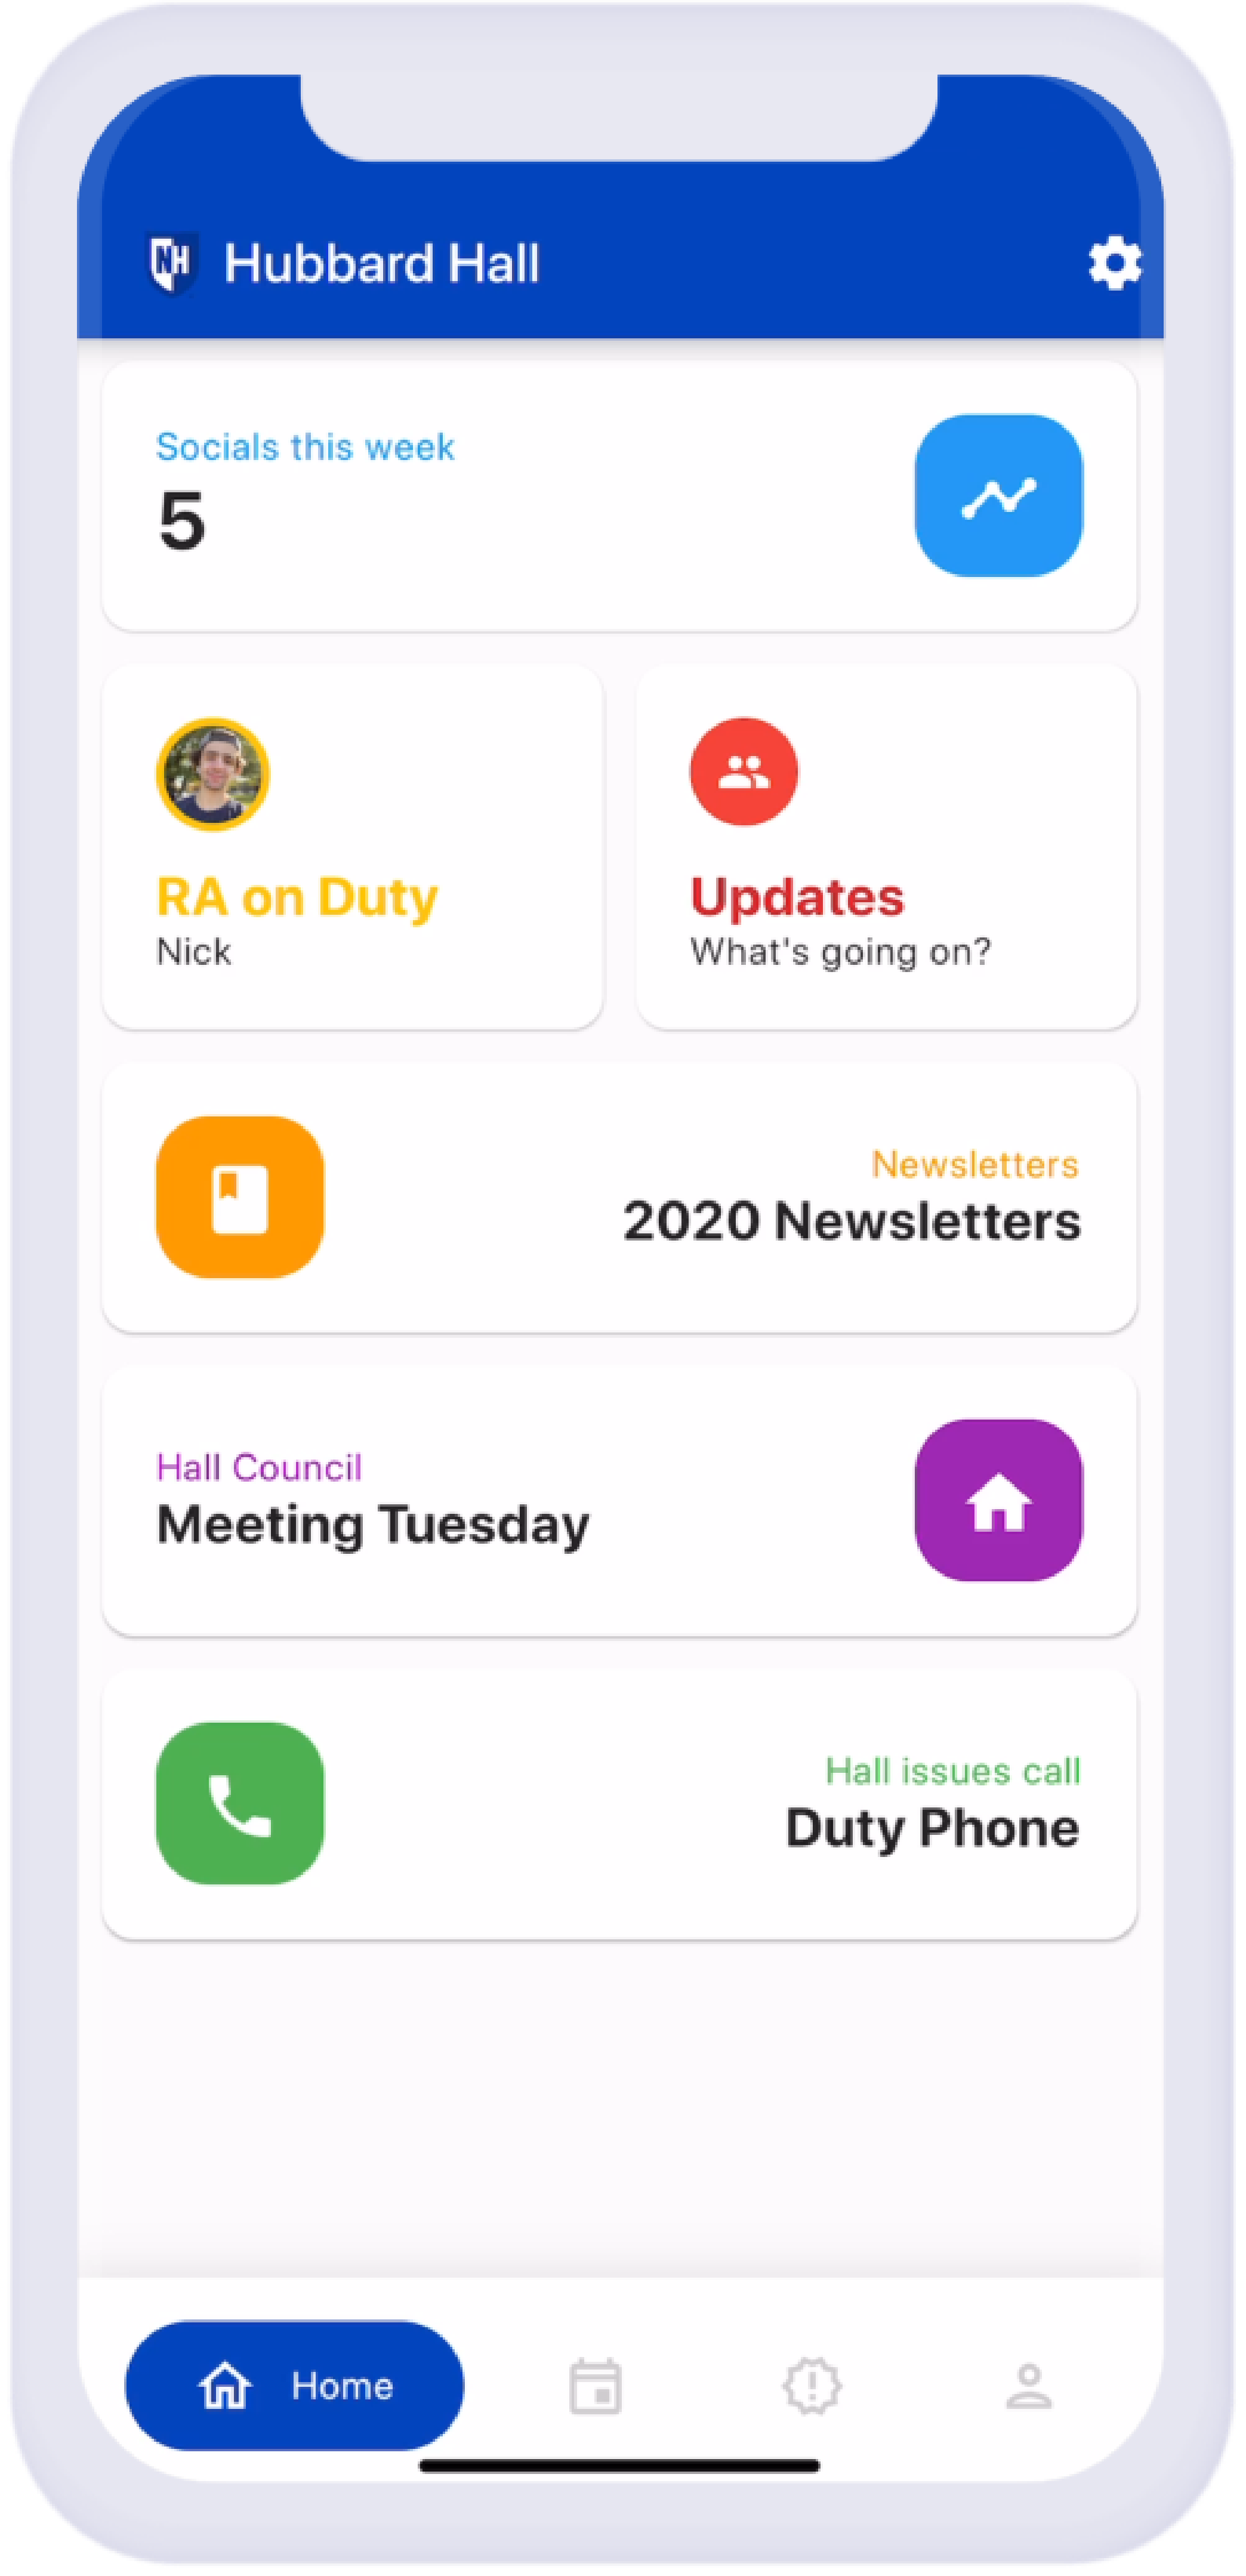 NH
Hubbard Hall
Socials this week
5
RA on Duty
Nick
Updates
What's going on?
Newsletters
2020 Newsletters
Hall Council
Meeting Tuesday
Hall issues call
Duty Phone
Home